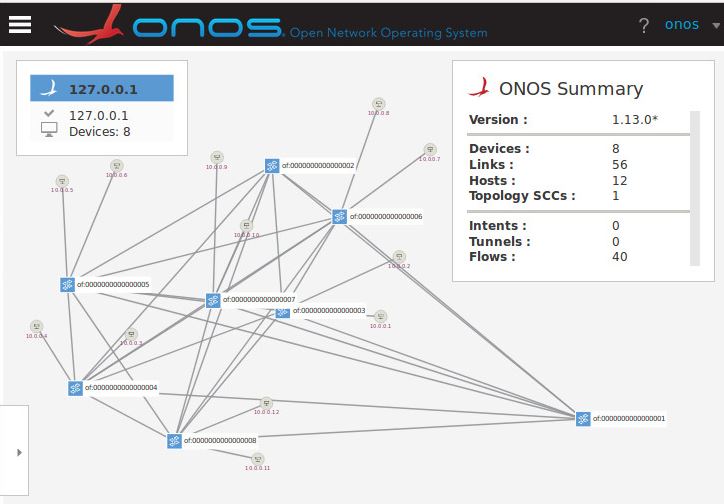 onos. Open Network Operating System
? onos
127.0.0.1
127.0.0.1
Devices: 8
ONOS Summary
Version : 1.13.0*
Devices : 8
Links : 56
Hosts : 12
Topology SCCs : 1
Intents : 0
Tunnels : 0
Flows : 40
10.0.0.8
10.0.0.7
10.0.0.9
10.0.0.6
10.0.0.5
of:0000000000000002
of:0000000000000006
10.0.0.10
10.0.0.2
of:0000000000000005
of:0000000000000007
of:0000000000000003
10.0.0.1
10.0.0.4
10.0.0.3
of:0000000000000004
10.0.0.12
of:0000000000000001
of:0000000000000008
10.0.0.11